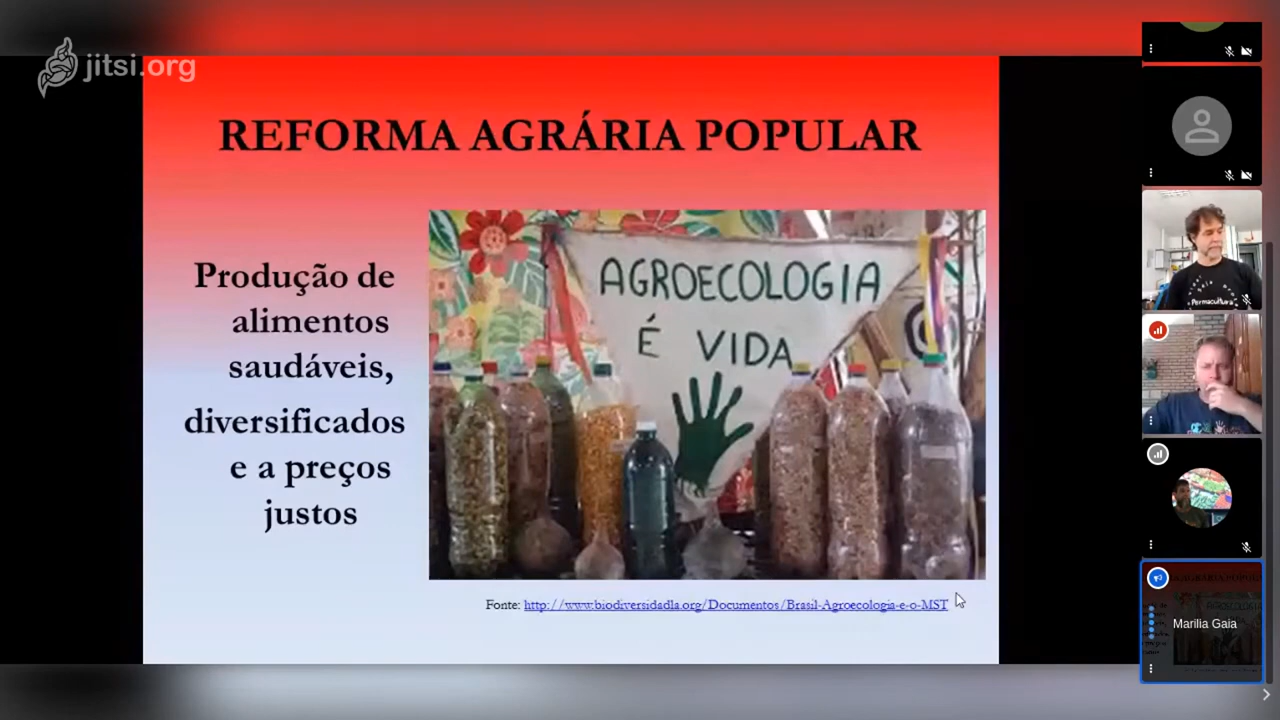 jitsi.org
REFORMA AGRÁRIA POPULAR
Produção de
alimentos
saudáveis,
diversificados
e a preços
justos
AGROECOLOGIA
É VIDA
Fonte: http://www.biodiversidadla.org/Documentos/Brasil-Agroecologia-e-o-MST
Permacultura
Marilia Gaia